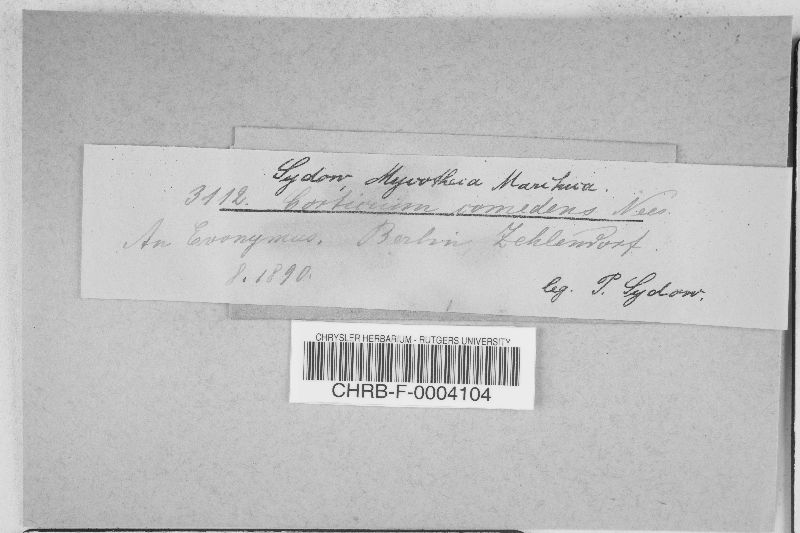 Sydow, Mycotheca Marchica.
3112. Corticium comedens Nees.
An Evonymus. Berlin, Zehlendorf.
8. 1890.
leg. P. Sydow.
CHRYSLER HERBARIUM - RUTGERS UNIVERSITY
CHRB-F-0004104